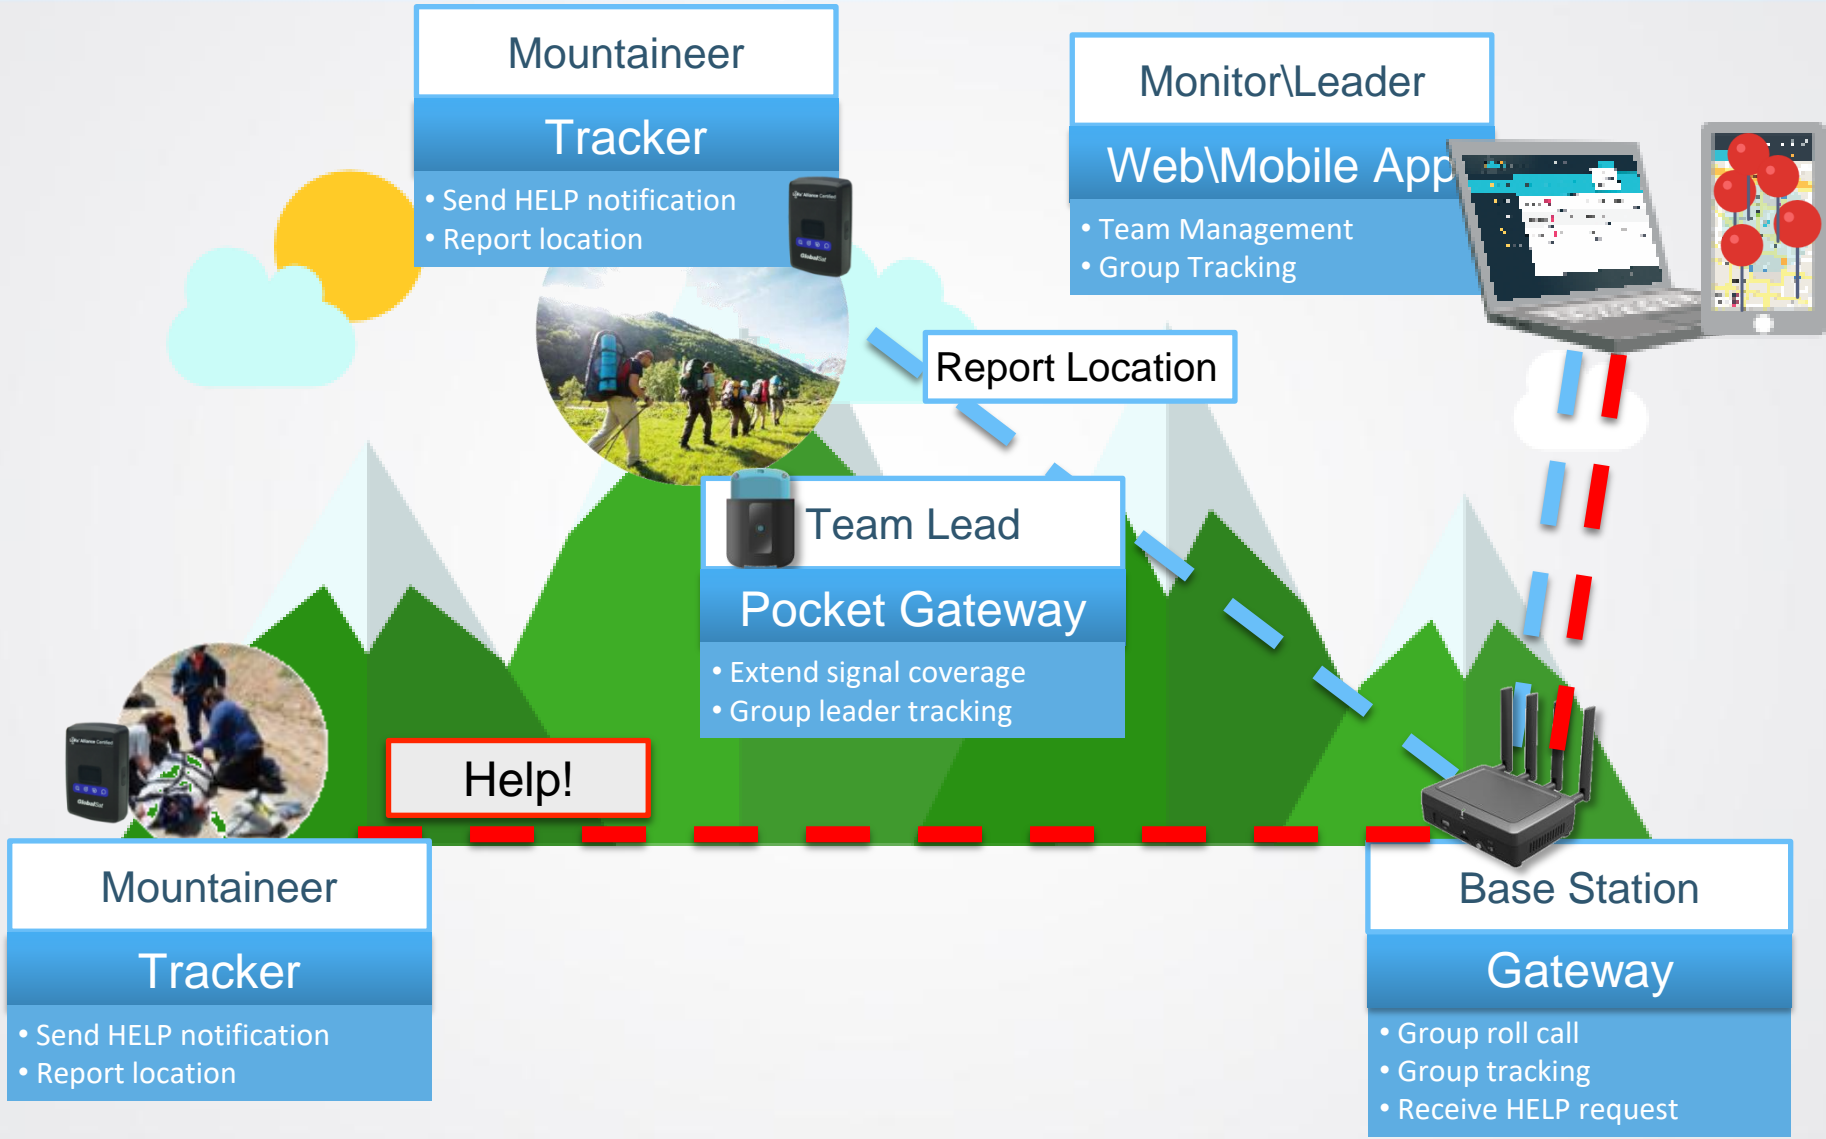 Mountaineer
Tracker
• Send HELP notification
• Report location
GlobalSat
Monitor\Leader
Web\Mobile App
• Team Management
• Group Tracking
Report Location
Team Lead
Pocket Gateway
• Extend signal coverage
• Group leader tracking
Help!
GlobalSat
Mountaineer
Tracker
• Send HELP notification
• Report location
Base Station
Gateway
• Group roll call
• Group tracking
• Receive HELP request